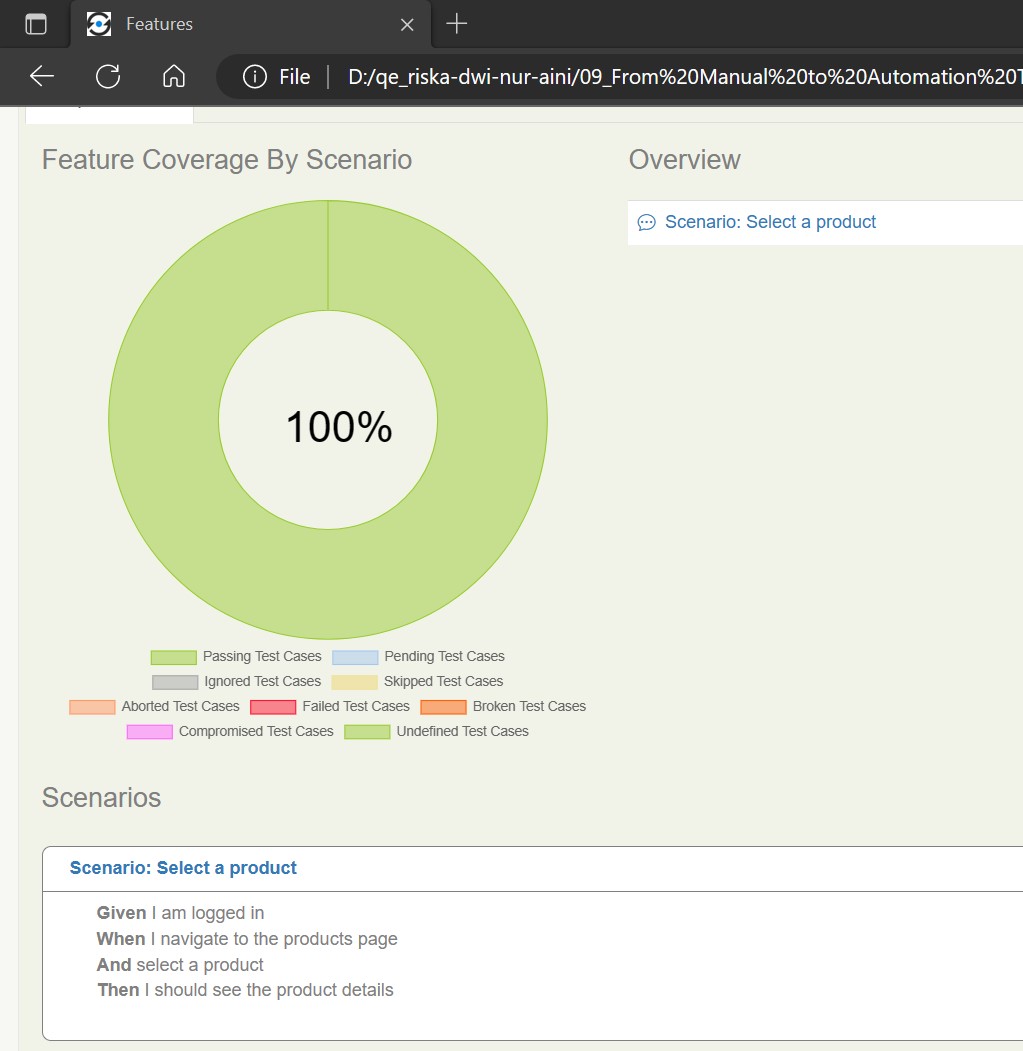 Features
File
D:/qe_riska-dwi-nur-aini/09_From%20Manual%20to%20Automation%20T
Feature Coverage By Scenario
Overview
Scenario: Select a product
100%
Passing Test Cases Pending Test Cases
Ignored Test Cases Skipped Test Cases
Aborted Test Cases Failed Test Cases Broken Test Cases
Compromised Test Cases Undefined Test Cases
Scenarios
Scenario: Select a product
Given I am logged in
When I navigate to the products page
And select a product
Then I should see the product details